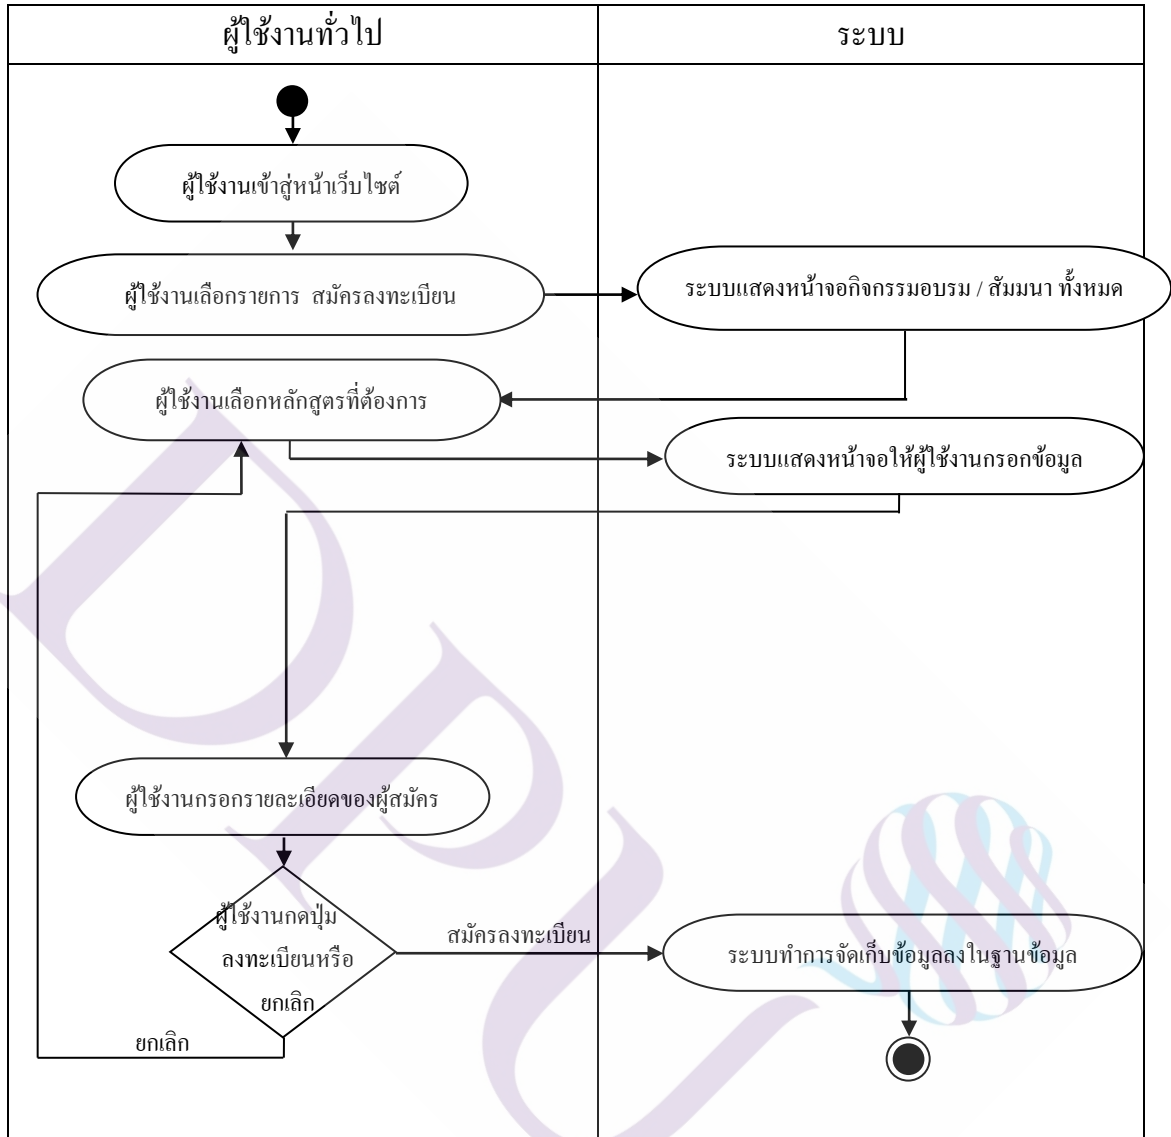 ผู้ใช้งานทั่วไป
ระบบ
ผู้ใช้งานเข้าสู่หน้าเว็บไซต์
ผู้ใช้งานเลือกรายการ สมัครลงทะเบียน
ระบบแสดงหน้าจอกิจกรรมอบรม / สัมมนา ทั้งหมด
ผู้ใช้งานเลือกหลักสูตรที่ต้องการ
ระบบแสดงหน้าจอให้ผู้ใช้งานกรอกข้อมูล
ผู้ใช้งานกรอกรายละเอียดของผู้สมัคร
ผู้ใช้งานกดปุ่ม
ลงทะเบียนหรือ
ยกเลิก
สมัครลงทะเบียน
ระบบทำการจัดเก็บข้อมูลลงในฐานข้อมูล
ยกเลิก
DPU